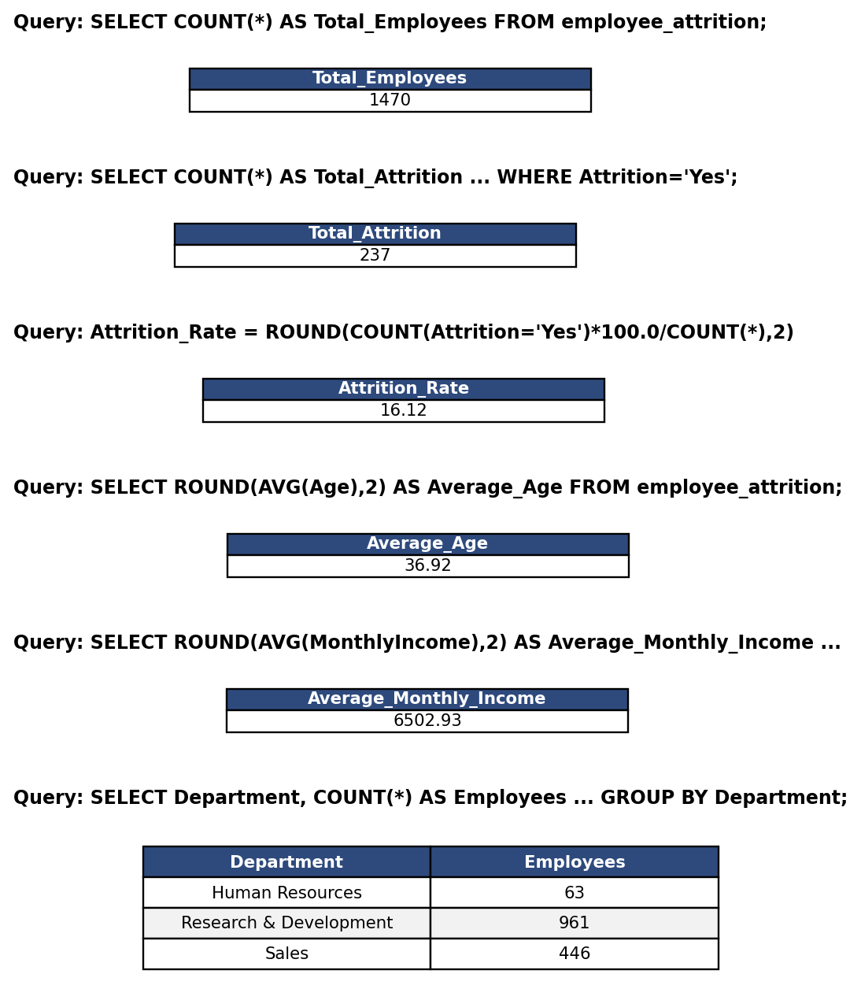 Query: SELECT COUNT(*) AS Total_Employees FROM employee_attrition;
Total_Employees
1470
Query: SELECT COUNT(*) AS Total_Attrition ... WHERE Attrition='Yes';
Total_Attrition
237
Query: Attrition_Rate = ROUND(COUNT(Attrition='Yes')*100.0/COUNT(*),2)
Attrition_Rate
16.12
Query: SELECT ROUND(AVG(Age),2) AS Average_Age FROM employee_attrition;
Average_Age
36.92
Query: SELECT ROUND(AVG(MonthlyIncome),2) AS Average_Monthly_Income ...
Average_Monthly_Income
6502.93
Query: SELECT Department, COUNT(*) AS Employees ... GROUP BY Department;
Department Employees
Human Resources 63
Research & Development 961
Sales 446